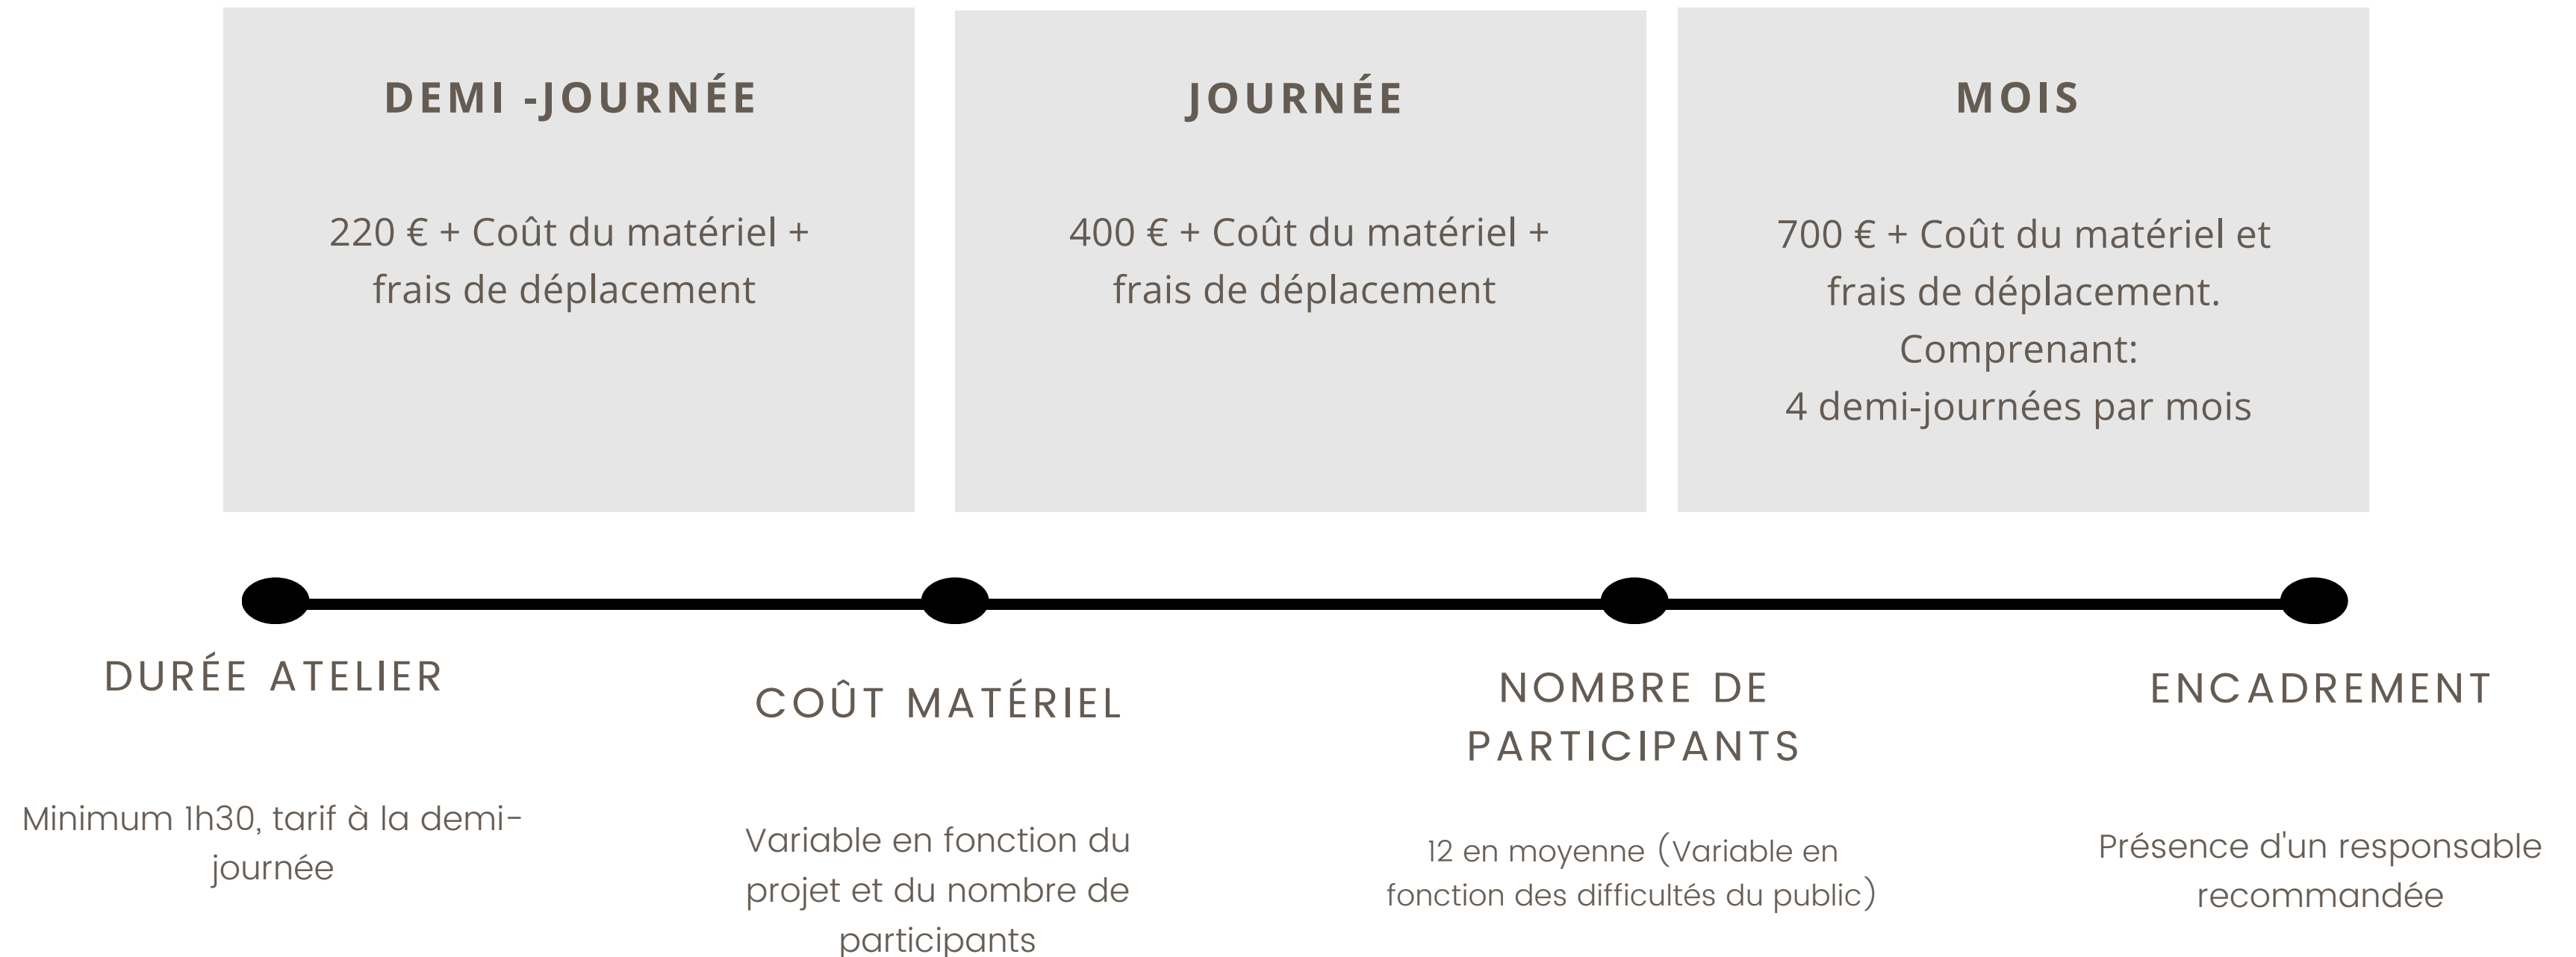 DEMI -JOURNÉE
220 € + Coût du matériel +
frais de déplacement
JOURNÉE
400 € + Coût du matériel +
frais de déplacement
MOIS
700 € + Coût du matériel et
frais de déplacement.
Comprenant:
4 demi-journées par mois
DURÉE ATELIER
Minimum 1h30, tarif à la demi-
journée
COÛT MATÉRIEL
Variable en fonction du
projet et du nombre de
participants
NOMBRE DE
PARTICIPANTS
12 en moyenne (Variable en
fonction des difficultés du public)
ENCADREMENT
Présence d'un responsable
recommandée